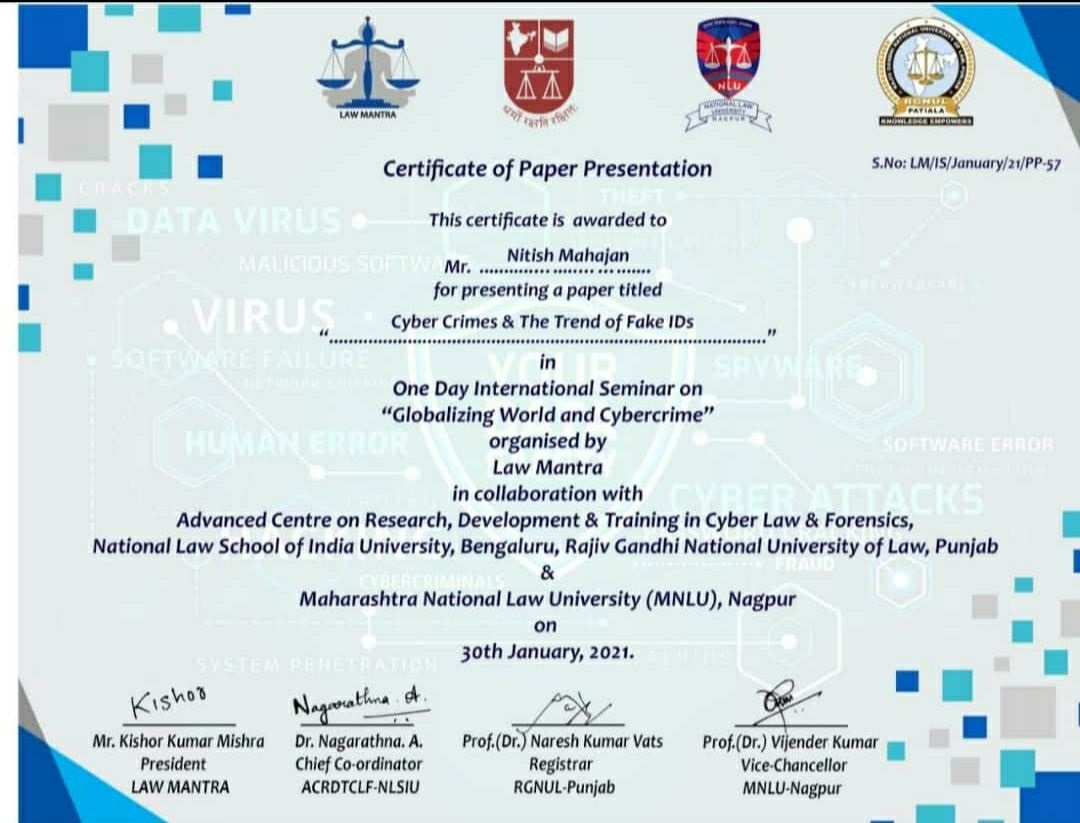 LAW MANTRA
धर्मो रक्षति रक्षितः
NLU
NATIONAL LAW
UNIVERSITY
NAGPUR
RGNUL
PATIALA
KNOWLEDGE EMPOWERS
Certificate of Paper Presentation
S.No: LM/IS/January/21/PP-57
CRACKS
THEFT
DATA VIRUS
This certificate is awarded to
MALICIOUS SOFTWA
Mr. Nitish Mahajan
for presenting a paper titled
CYBERWARFARE
VIRUS
“Cyber Crimes & The Trend of Fake IDs”
SOFTWARE FAILURE
YOUR
SPYWARE
in
One Day International Seminar on
“Globalizing World and Cybercrime”
HUMAN ERROR
organised by
SOFTWARE ERROR
Law Mantra
in collaboration with
CYBER ATTACKS
Advanced Centre on Research, Development & Training in Cyber Law & Forensics,
National Law School of India University, Bengaluru, Rajiv Gandhi National University of Law, Punjab
FRAUD
&
CYBERCRIMINALS
Maharashtra National Law University (MNLU), Nagpur
on
30th January, 2021.
SYSTEM PENETRATION
Kishor
Nagarathna. A.
Mr. Kishor Kumar Mishra
President
LAW MANTRA
Dr. Nagarathna. A.
Chief Co-ordinator
ACRDTCLF-NLSIU
Prof.(Dr.) Naresh Kumar Vats
Registrar
RGNUL-Punjab
Prof.(Dr.) Vijender Kumar
Vice-Chancellor
MNLU-Nagpur